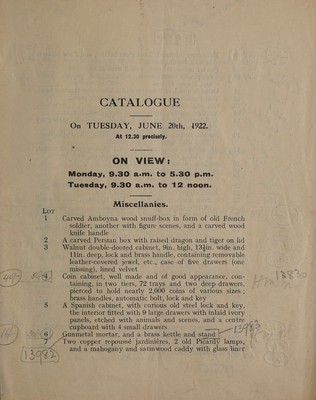 CATALOGUE
On TUESDAY, JUNE 20th, 1922.
At 12.30 precisely.
ON VIEW:
Monday, 9.30 a.m. to 5.30 p.m.
Tuesday, 9.30 a.m. to 12 noon.
Miscellanies.
LOT
1 Carved Amboyna wood snuff-box in form of old French
soldier, another with figure scenes, and a carved wood
knife handle
2 A carved Persian box with raised dragon and tiger on lid
3 Walnut double-doored cabinet, 9in. high, 13½in. wide and
11in. deep, lock and brass handle, containing removable
leather-covered jewel, etc., case of five drawers (one
missing), lined velvet
4 Coin cabinet, well made and of good appearance, con-
taining, in two tiers, 72 trays and two deep drawers,
pierced to hold nearly 2,000 coins of various sizes;
brass handles, automatic bolt, lock and key
5 A Spanish cabinet, with curious old steel lock and key,
the interior fitted with 9 large drawers with inlaid ivory
panels, etched with animals and scenes, and a centre
cupboard with 4 small drawers
6 Gunmetal mortar, and a brass kettle and stand
7 Two copper repoussé jardinières, 2 old Picardy lamps,
and a mahogany and satinwood caddy with glass liner
13830
13983
13982